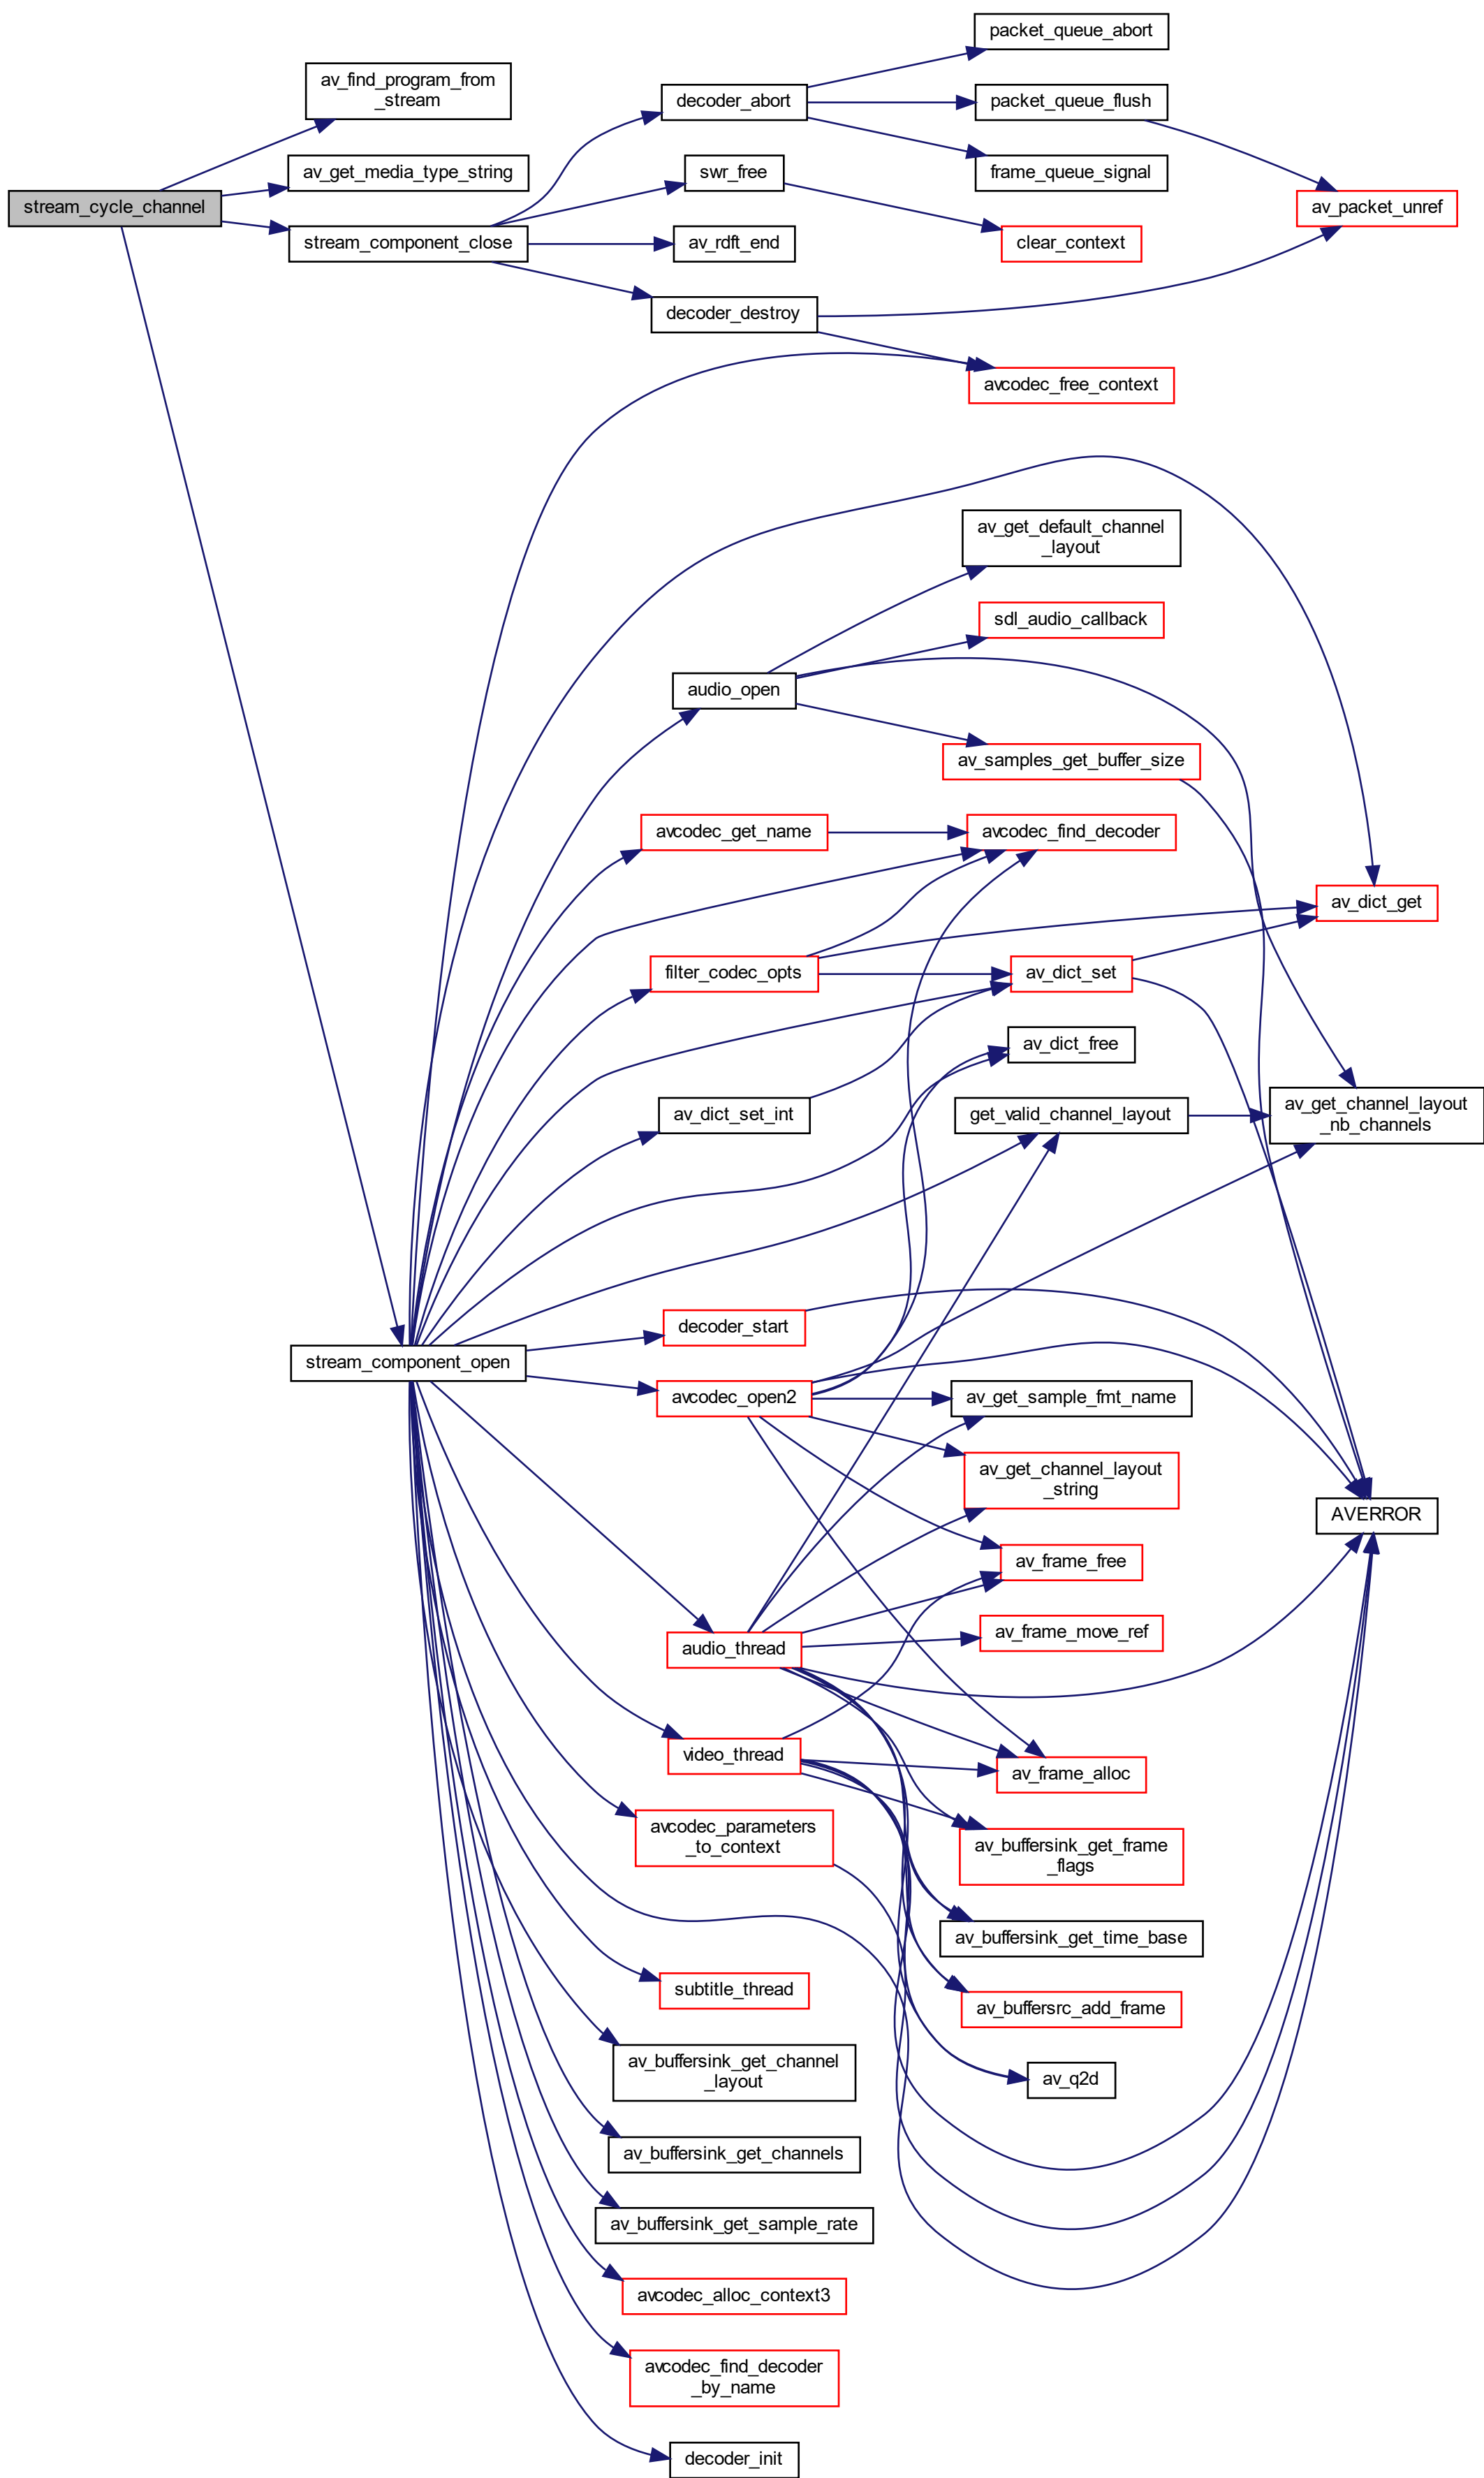 packet_queue_abort
av_find_program_from
_stream
decoder_abort
packet_queue_flush
av_get_media_type_string
swr_free
frame_queue_signal
stream_cycle_channel
av_packet_unref
stream_component_close
av_rdft_end
clear_context
decoder_destroy
avcodec_free_context
av_get_default_channel
_layout
sdl_audio_callback
audio_open
av_samples_get_buffer_size
avcodec_get_name
avcodec_find_decoder
av_dict_get
filter_codec_opts
av_dict_set
av_dict_free
av_dict_set_int
get_valid_channel_layout
av_get_channel_layout
_nb_channels
decoder_start
stream_component_open
avcodec_open2
av_get_sample_fmt_name
av_get_channel_layout
_string
AVERROR
av_frame_free
av_frame_move_ref
audio_thread
video_thread
av_frame_alloc
avcodec_parameters
_to_context
av_buffersink_get_frame
_flags
av_buffersink_get_time_base
subtitle_thread
av_buffersrc_add_frame
av_buffersink_get_channel
_layout
av_q2d
av_buffersink_get_channels
av_buffersink_get_sample_rate
avcodec_alloc_context3
avcodec_find_decoder
_by_name
decoder_init